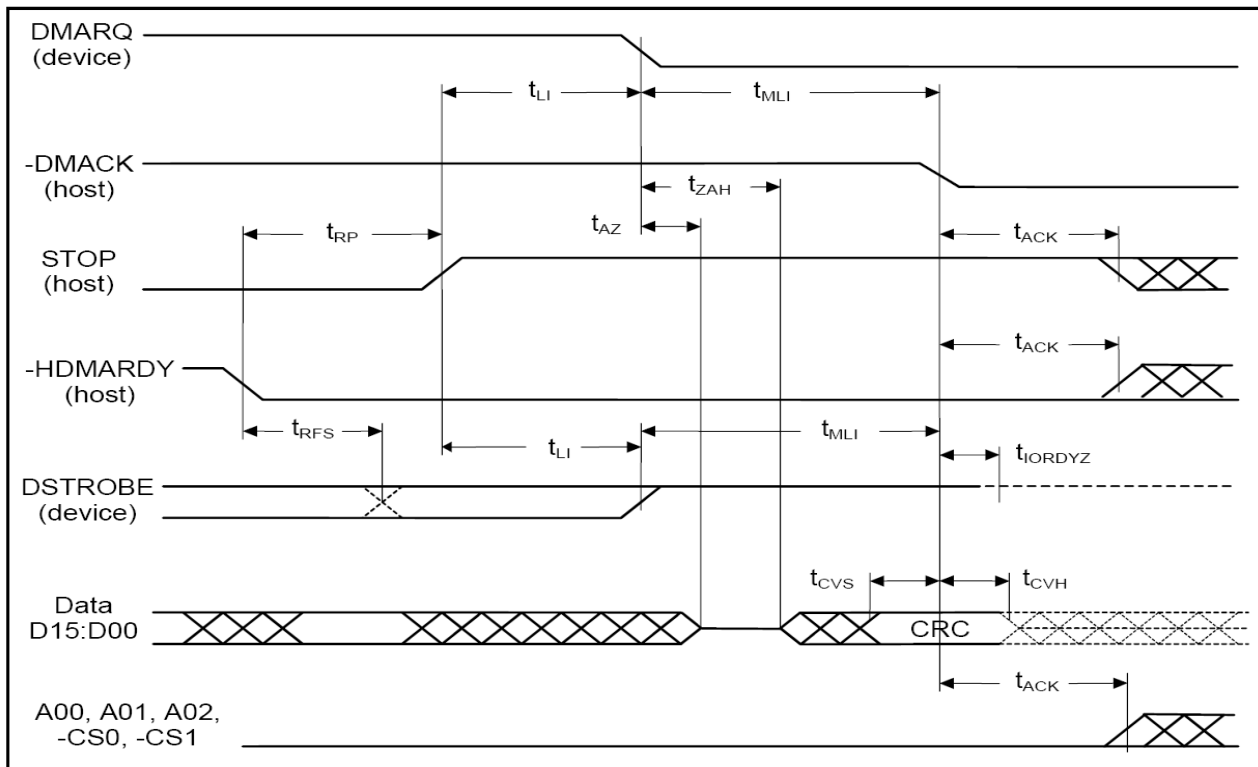 DMARQ
(device)
tLI
tMLI
-DMACK
(host)
tZAH
tAZ
tRP
tACK
STOP
(host)
tACK
-HDMARDY
(host)
tRFS
tLI
tMLI
tIORDYZ
DSTROBE
(device)
tCVS
tCVH
Data
D15:D00
CRC
tACK
A00, A01, A02,
-CS0, -CS1